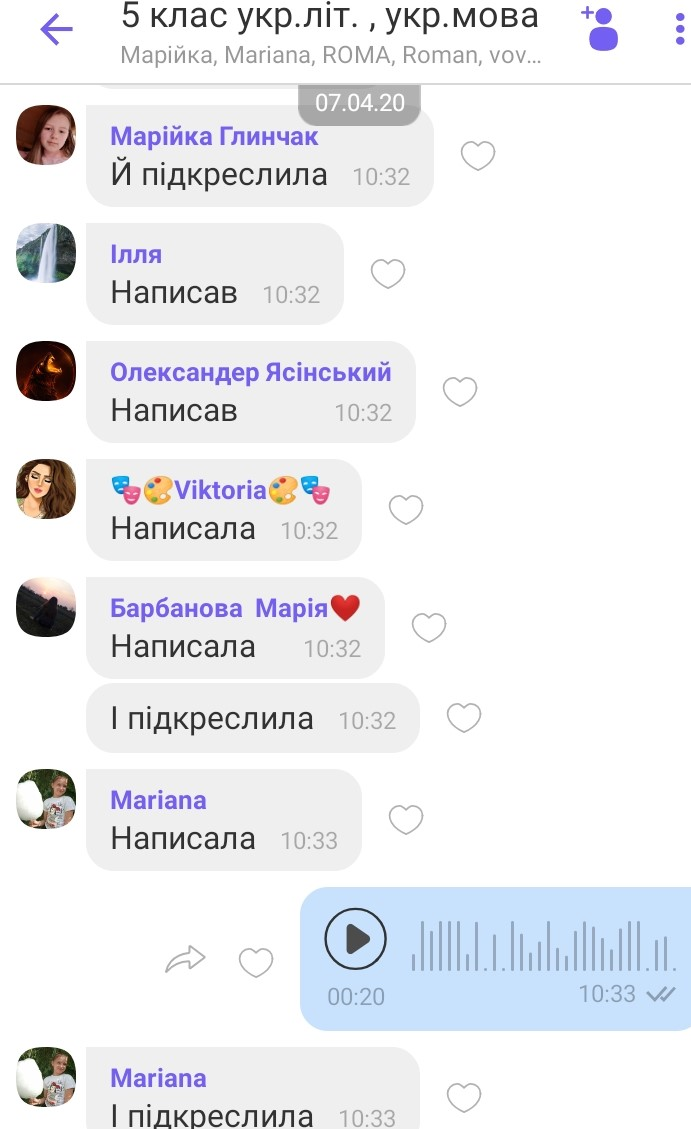 5 клас укр.літ. , укр.мова
Марійка, Mariana, ROMA, Roman, vov...
07.04.20
Марійка Глинчак
Й підкреслила 10:32
Ілля
Написав 10:32
Олександер Ясінський
Написав 10:32
🎭🎨Viktoria🎨🎭
Написала 10:32
Барбанова Марія❤️
Написала 10:32
І підкреслила 10:32
Mariana
Написала 10:33
00:20 10:33
Mariana
І підкреслила 10:33